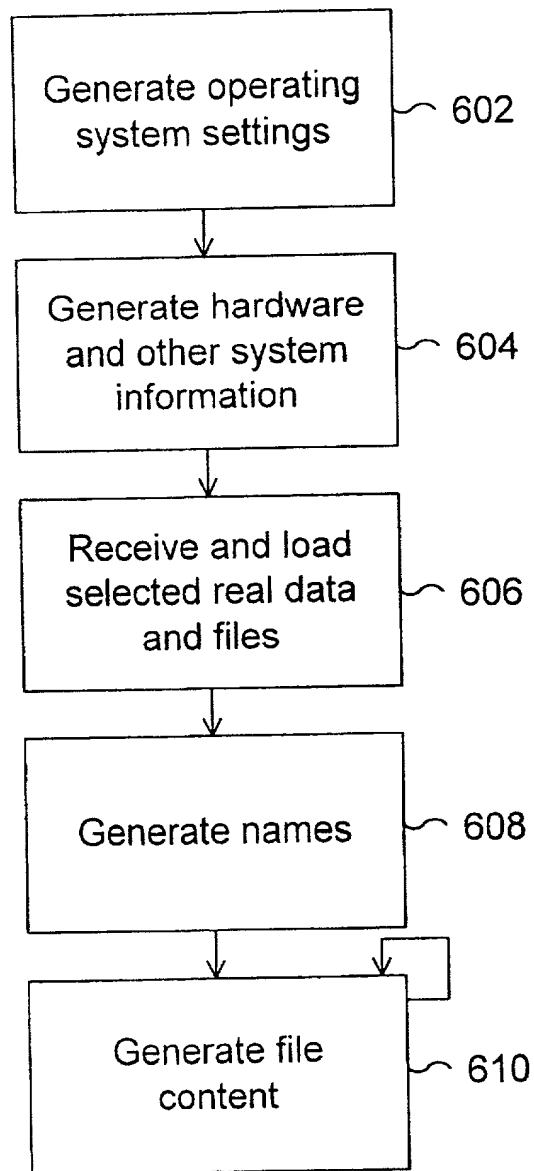 Generate operating
system settings
602
Generate hardware
and other system
information
604
Receive and load
selected real data
and files
606
Generate names
608
Generate file
content
610